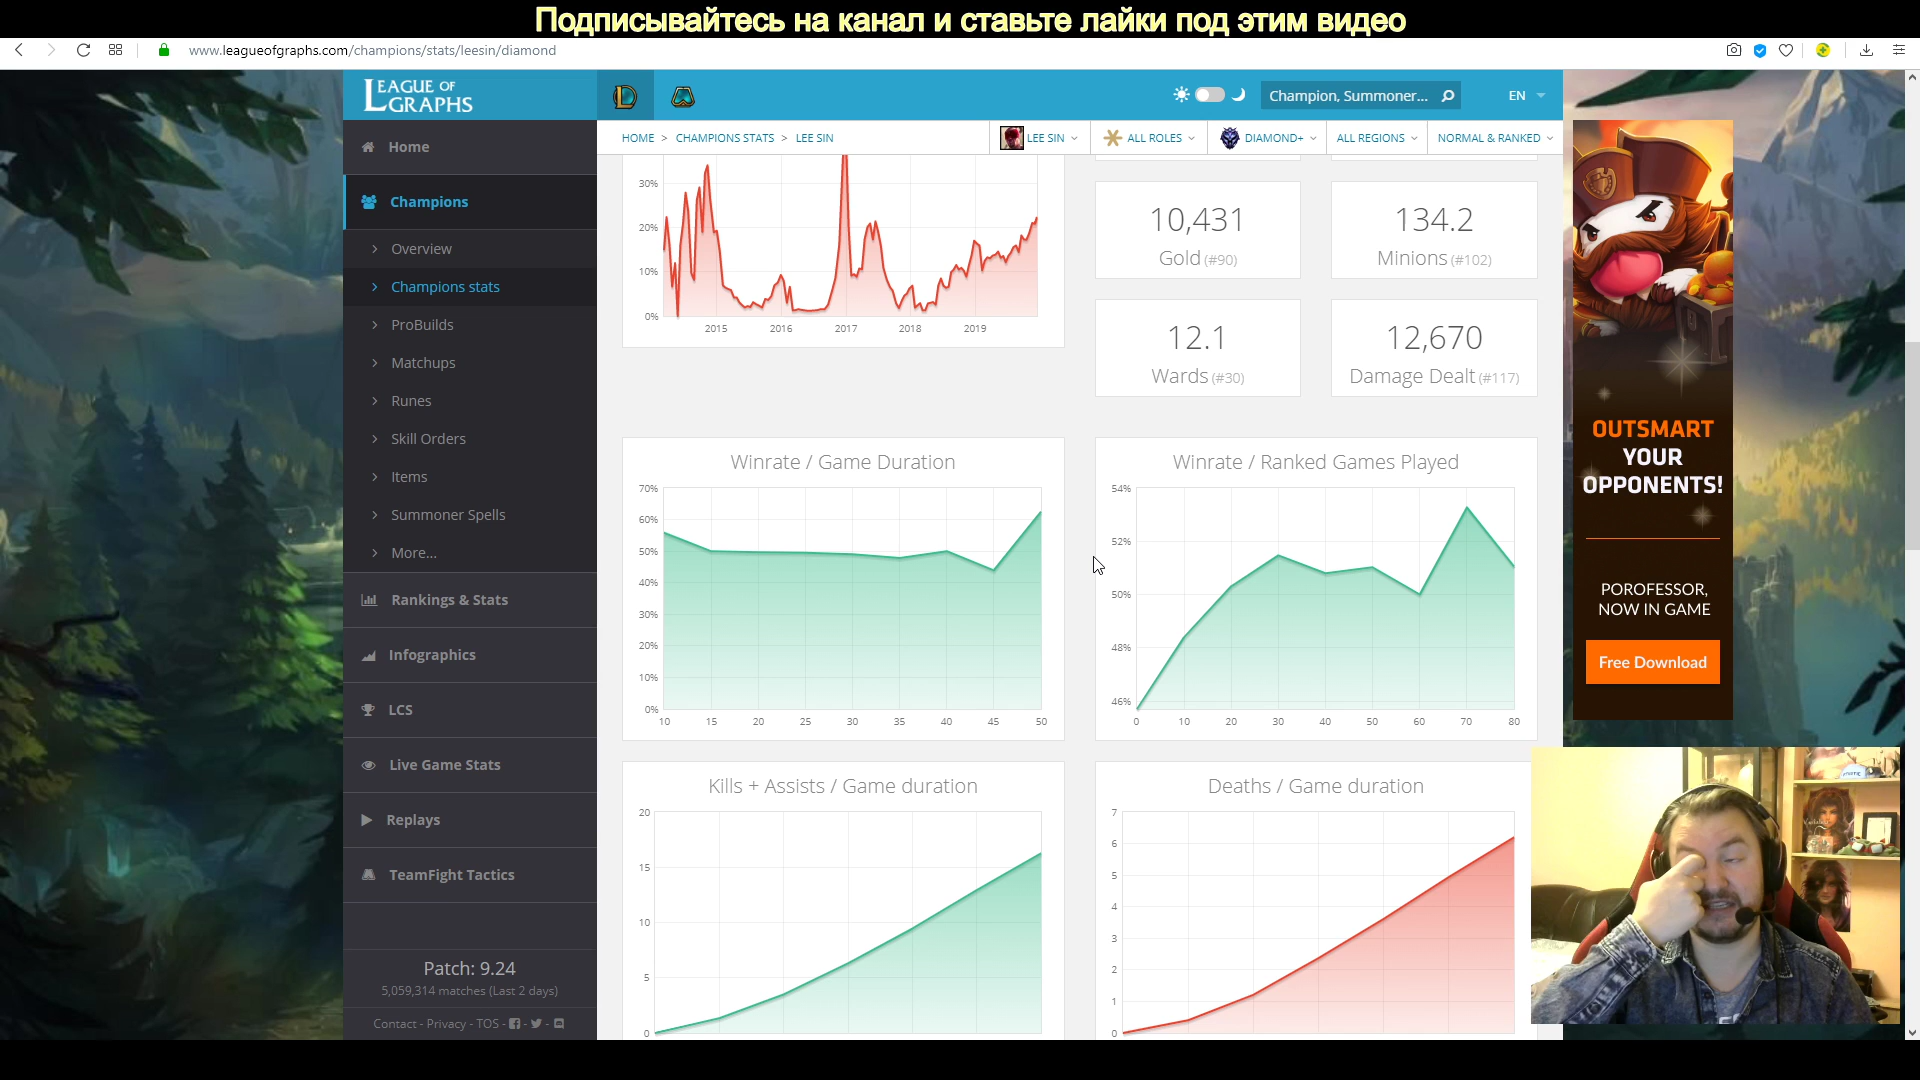 Подписывайтесь на канал и ставьте лайки под этим видео
www.leagueofgraphs.com/champions/stats/leesin/diamond
LEAGUE OF
GRAPHS
Champion, Summoner...
EN
HOME > CHAMPIONS STATS > LEE SIN
LEE SIN
ALL ROLES
DIAMOND+
ALL REGIONS
NORMAL & RANKED
Home
Champions
Overview
Champions stats
ProBuilds
Matchups
Runes
Skill Orders
Items
Summoner Spells
More...
Rankings & Stats
Infographics
LCS
Live Game Stats
Replays
TeamFight Tactics
Patch: 9.24
5,059,314 matches (Last 2 days)
Contact - Privacy - TOS - - -
30%
20%
10%
0%
2015 2016 2017 2018 2019
10,431
Gold (#90)
134.2
Minions (#102)
12.1
Wards (#30)
12,670
Damage Dealt (#117)
Winrate / Game Duration
70%
60%
50%
40%
30%
20%
10%
0%
10 15 20 25 30 35 40 45 50
Winrate / Ranked Games Played
54%
52%
50%
48%
46%
0 10 20 30 40 50 60 70 80
Kills + Assists / Game duration
20
15
10
5
0
Deaths / Game duration
7
6
5
4
3
2
1
0
OUTSMART
YOUR
OPPONENTS!
POROFESSOR,
NOW IN GAME
Free Download